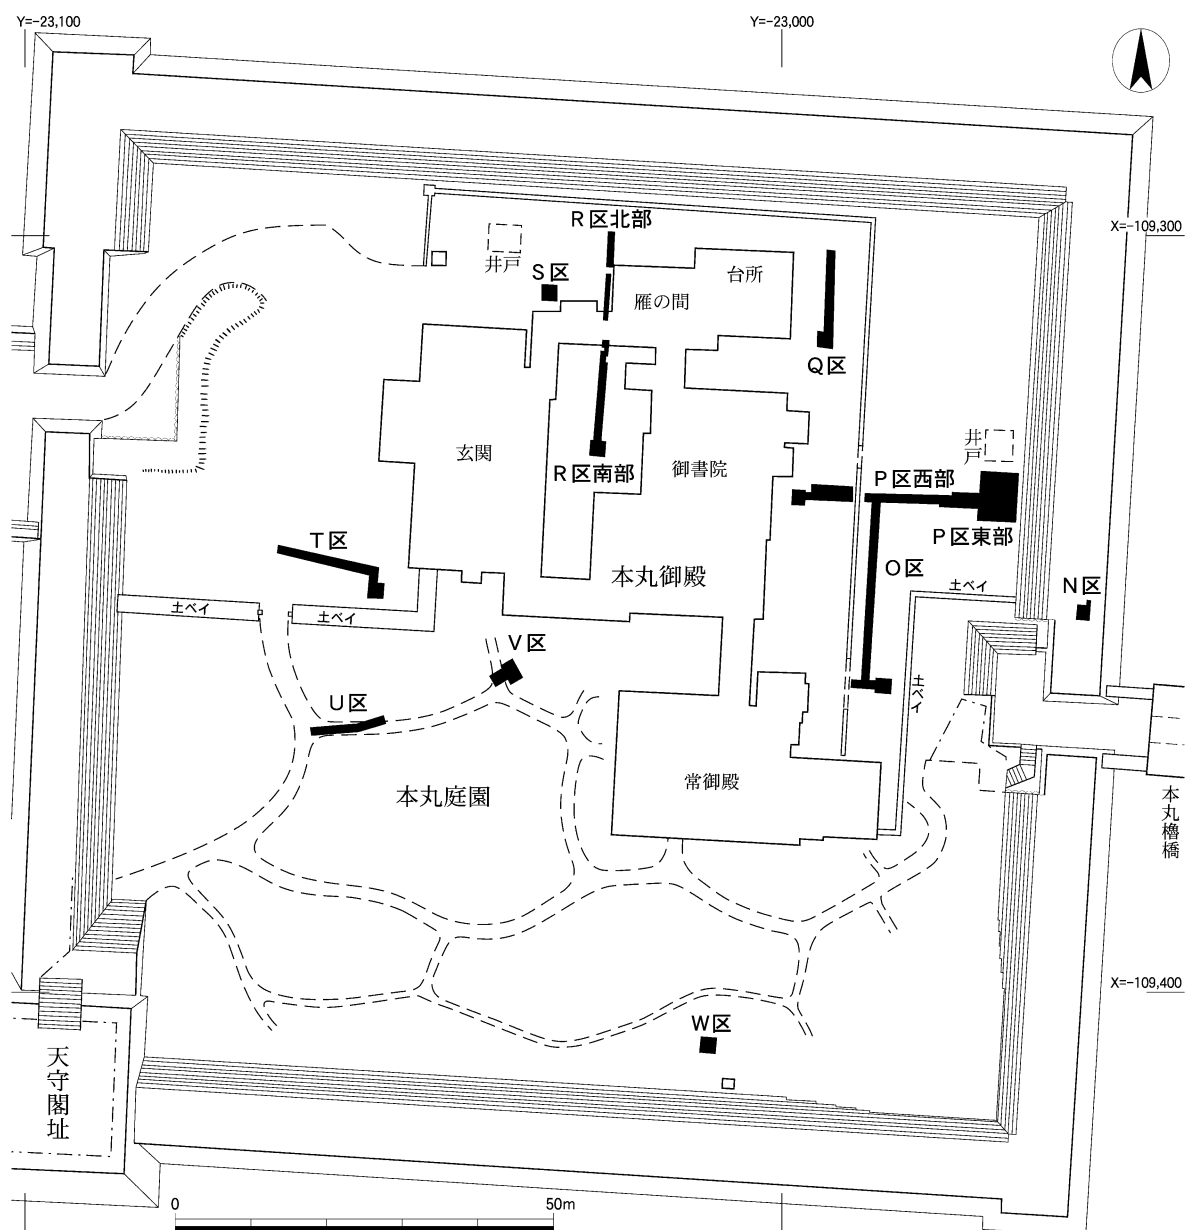 Y=-23,100
Y=-23,000
X=-109,300
R区北部
井戸
S区
台所
雁の間
Q区
玄関
R区南部
御書院
井戸
P区西部
P区東部
T区
本丸御殿
O区
土ベイ
N区
土ベイ
土ベイ
V区
土ベイ
U区
常御殿
本丸庭園
本丸櫓橋
X=-109,400
W区
天守閣址
0
50m